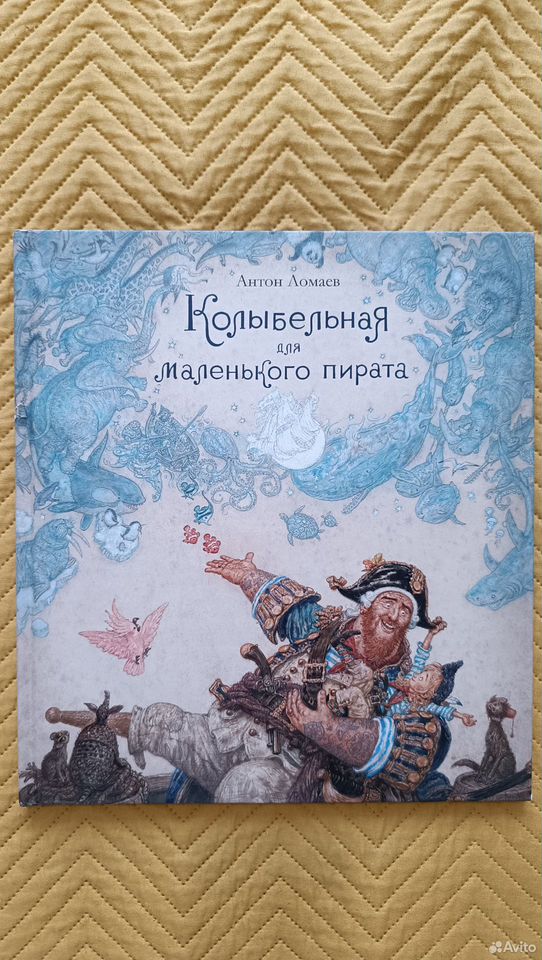 Антон Ломаев
Колыбельная
для
маленького пирата
Avito